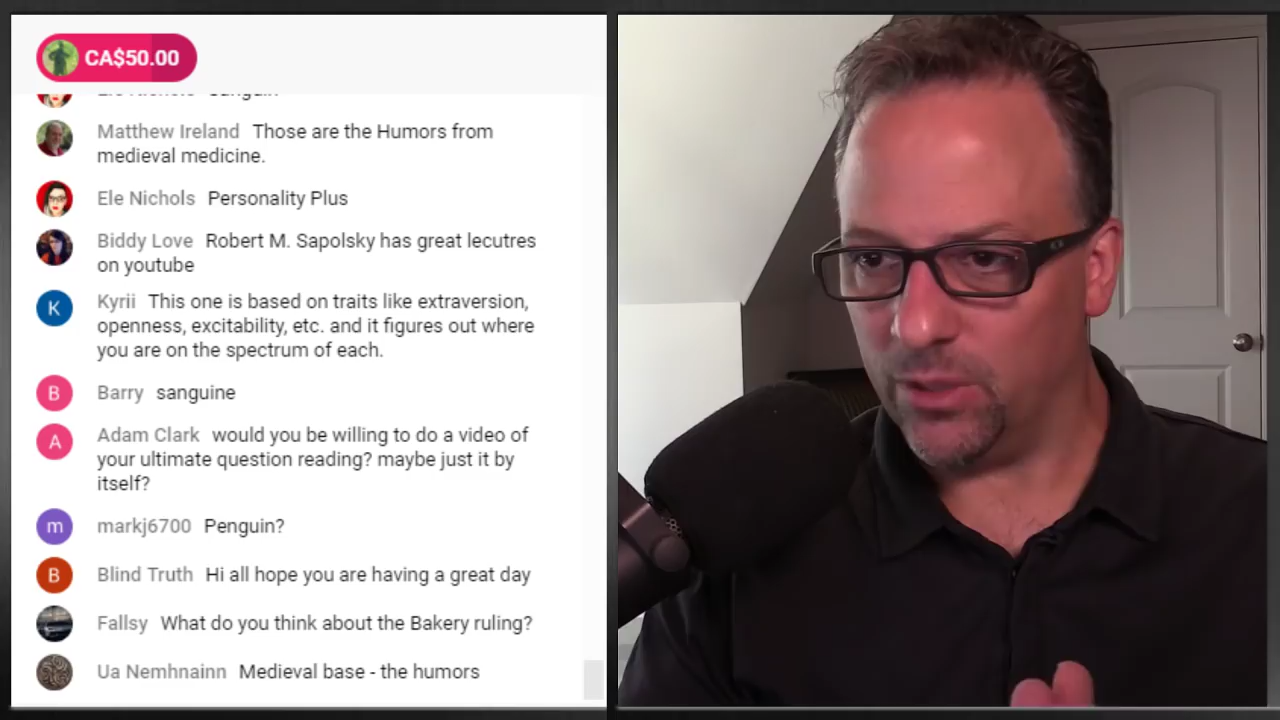 CA$50.00
Matthew Ireland Those are the Humors from
medieval medicine.
Ele Nichols Personality Plus
Biddy Love Robert M. Sapolsky has great lecutres
on youtube
K Kyrii This one is based on traits like extraversion,
openness, excitability, etc. and it figures out where
you are on the spectrum of each.
B Barry sanguine
A Adam Clark would you be willing to do a video of
your ultimate question reading? maybe just it by
itself?
m markj6700 Penguin?
B Blind Truth Hi all hope you are having a great day
Fallsy What do you think about the Bakery ruling?
Ua Nemhnainn Medieval base - the humors